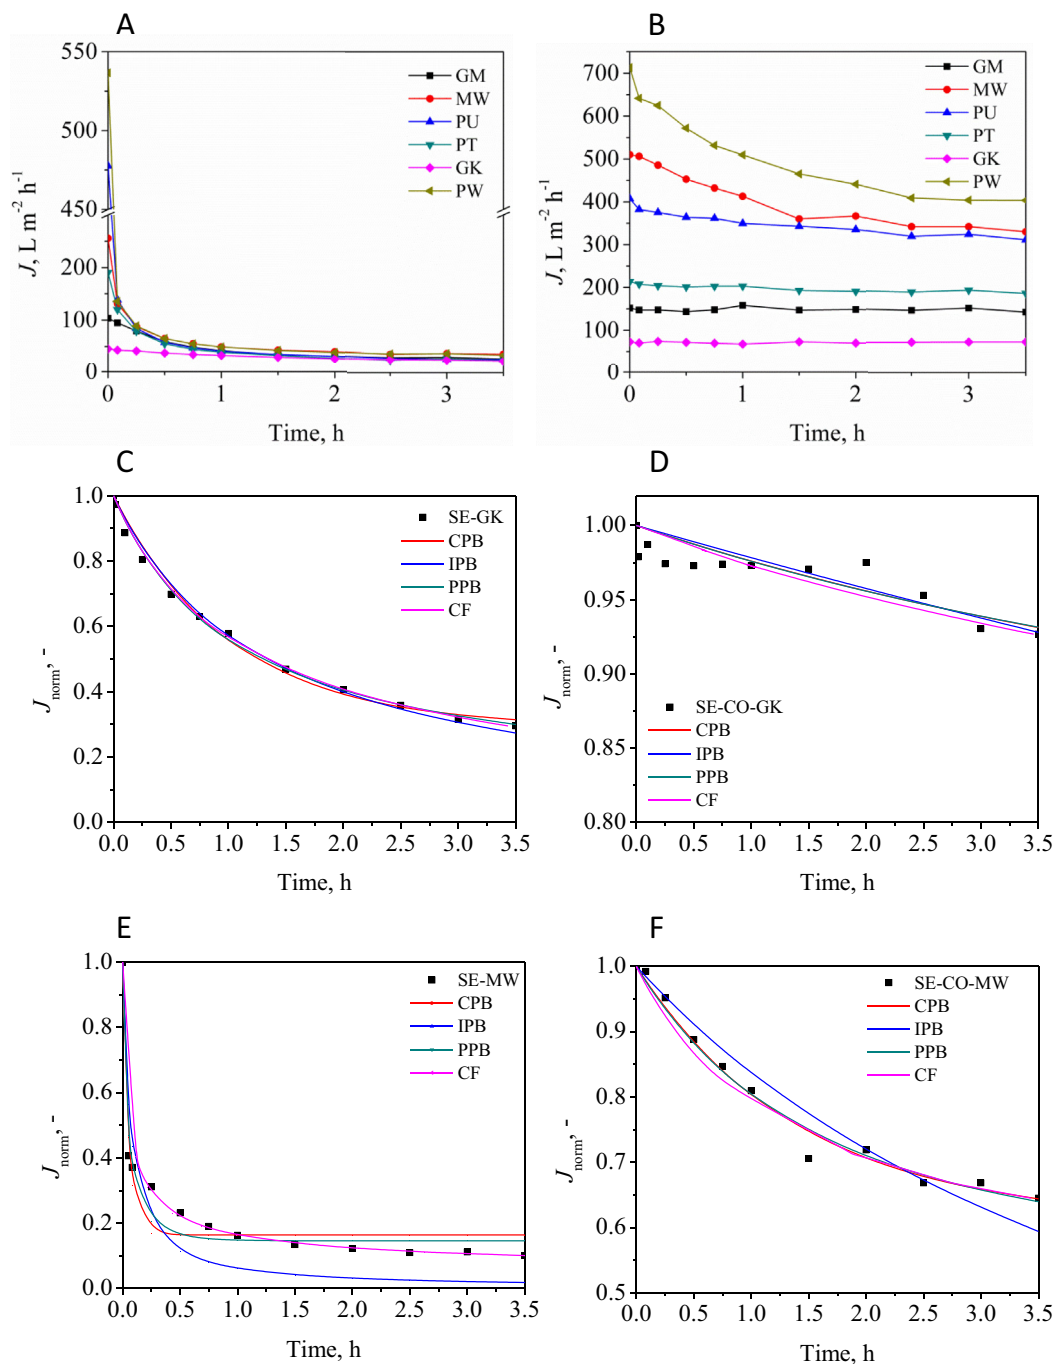 A
B
550
500
450
200
100
0
J, L m⁻² h⁻¹
GM
MW
PU
PT
GK
PW
0
1
2
3
Time, h
700
600
500
400
300
200
100
0
J, L m⁻² h⁻¹
GM
MW
PU
PT
GK
PW
0
1
2
3
Time, h
C
D
1.0
0.8
0.6
0.4
0.2
0.0
Jnorm, -
SE-GK
CPB
IPB
PPB
CF
0.0 0.5 1.0 1.5 2.0 2.5 3.0 3.5
Time, h
1.00
0.95
0.90
0.85
0.80
Jnorm, -
SE-CO-GK
CPB
IPB
PPB
CF
0.0 0.5 1.0 1.5 2.0 2.5 3.0 3.5
Time, h
E
F
1.0
0.8
0.6
0.4
0.2
0.0
Jnorm, -
SE-MW
CPB
IPB
PPB
CF
0.0 0.5 1.0 1.5 2.0 2.5 3.0 3.5
Time, h
1.0
0.9
0.8
0.7
0.6
0.5
Jnorm, -
SE-CO-MW
CPB
IPB
PPB
CF
0.0 0.5 1.0 1.5 2.0 2.5 3.0 3.5
Time, h